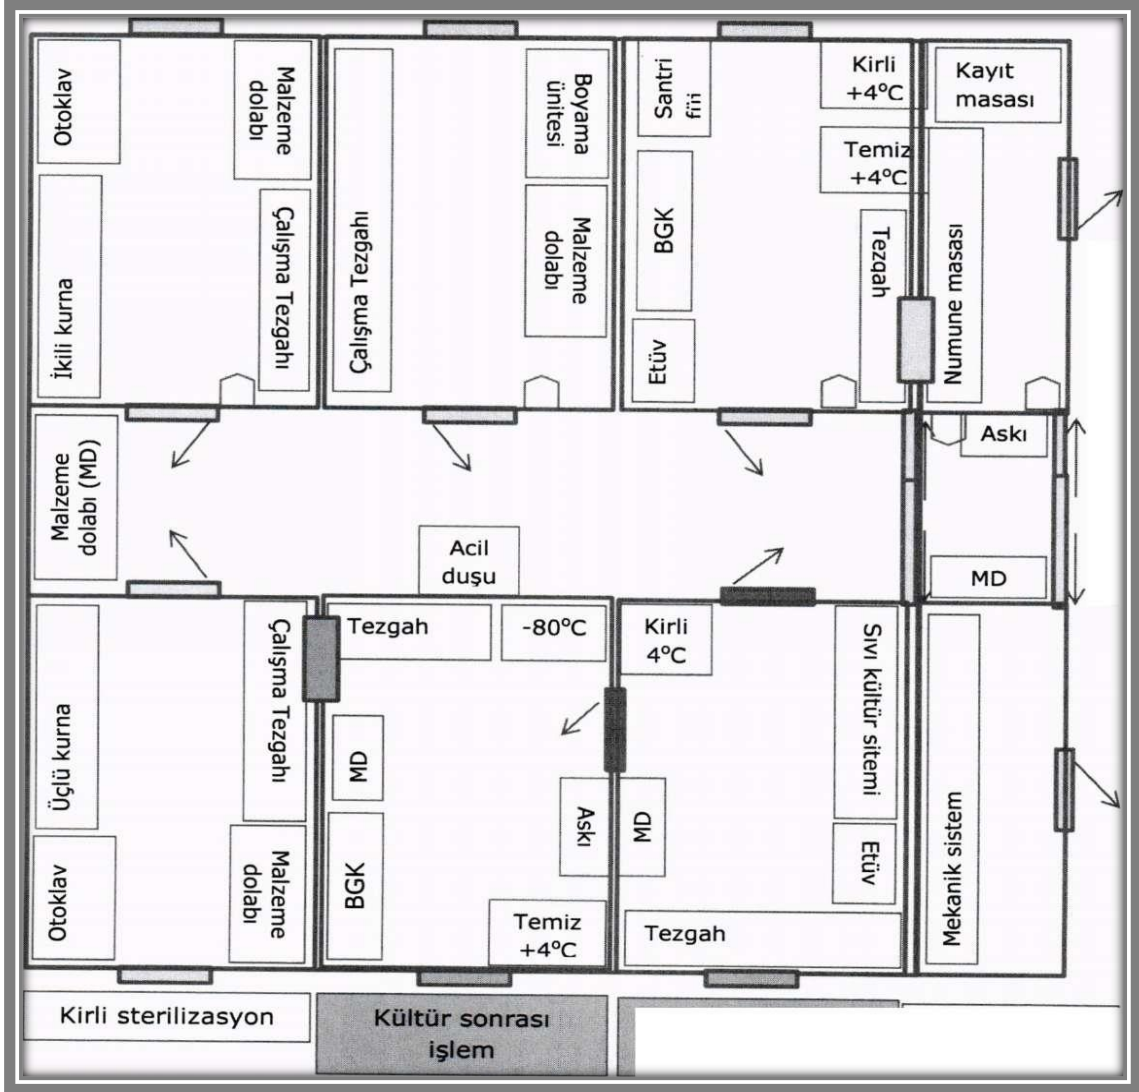 Otoklav
Malzeme
dolabı
İkili kurna
Çalışma Tezgahı
Çalışma Tezgahı
Boyama
ünitesi
Malzeme
dolabı
Santri
füj
BGK
Etüv
Kirli
+4°C
Temiz
+4°C
Tezgah
Kayıt
masası
Numune masası
Malzeme
dolabı (MD)
Acil
duşu
Askı
MD
Üçlü kurna
Otoklav
Çalışma Tezgahı
Malzeme
dolabı
Tezgah
-80°C
MD
BGK
Askı
Temiz
+4°C
Kirli
4°C
MD
Sıvı kültür sitemi
Etüv
Tezgah
Mekanik sistem
Kirli sterilizasyon
Kültür sonrası
işlem